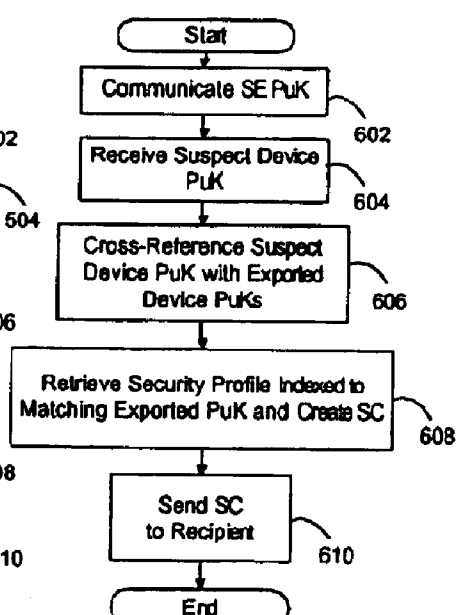 Start
Communicate SE PuK
602
02
Receive Suspect Device
PuK
604
504
Cross-Reference Suspect
Device PuK with Exported
Device PuKs
606
06
Retrieve Security Profile Indexed to
Matching Exported PuK and Create SC
608
08
Send SC
to Recipient
610
10
End